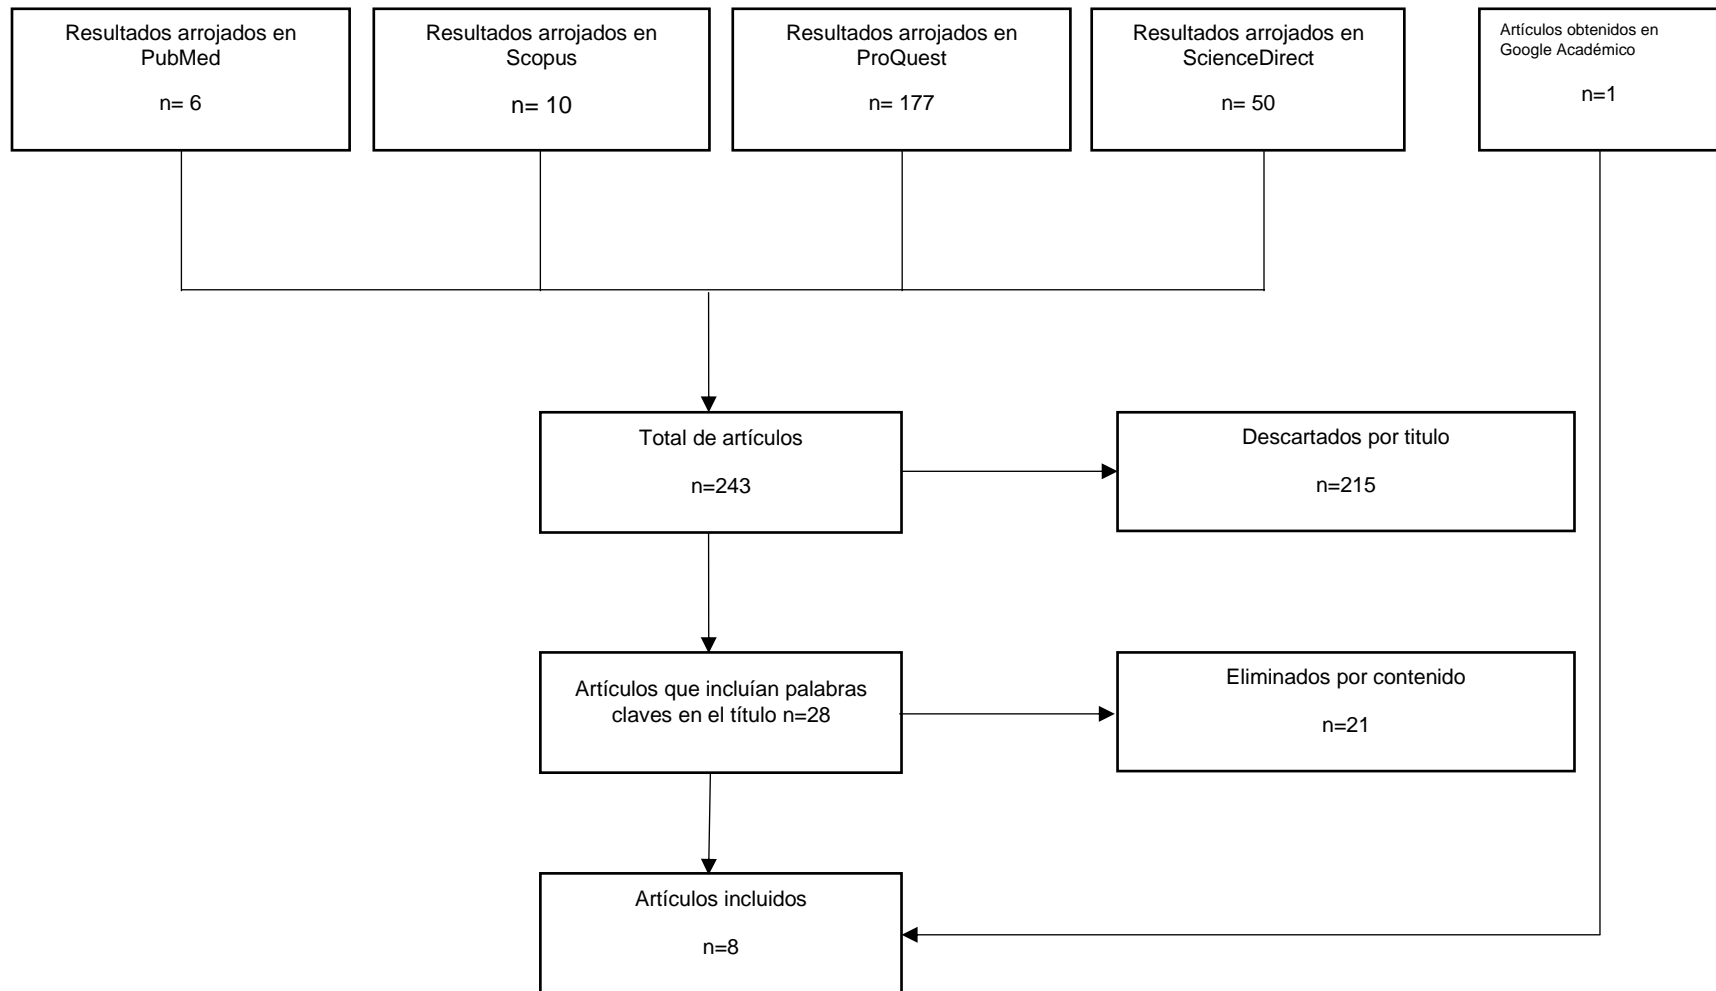 Resultados arrojados en
PubMed
n= 6
Resultados arrojados en
Scopus
n= 10
Resultados arrojados en
ProQuest
n= 177
Resultados arrojados en
ScienceDirect
n= 50
Artículos obtenidos en
Google Académico
n=1
Total de artículos
n=243
Descartados por titulo
n=215
Artículos que incluían palabras
claves en el título n=28
Eliminados por contenido
n=21
Artículos incluidos
n=8